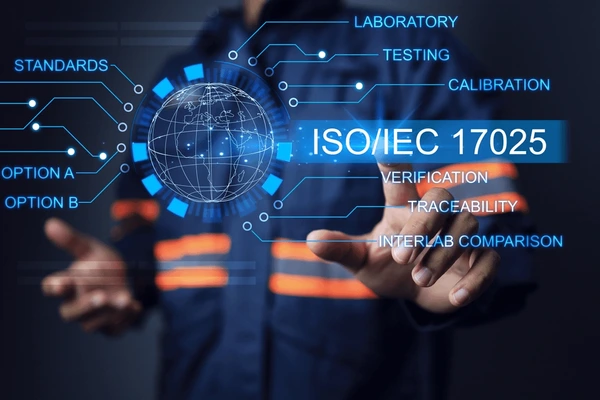 LABORATORY
TESTING
STANDARDS
CALIBRATION
ISO/IEC 17025
OPTION A
VERIFICATION
OPTION B
TRACEABILITY
INTERLAB COMPARISON